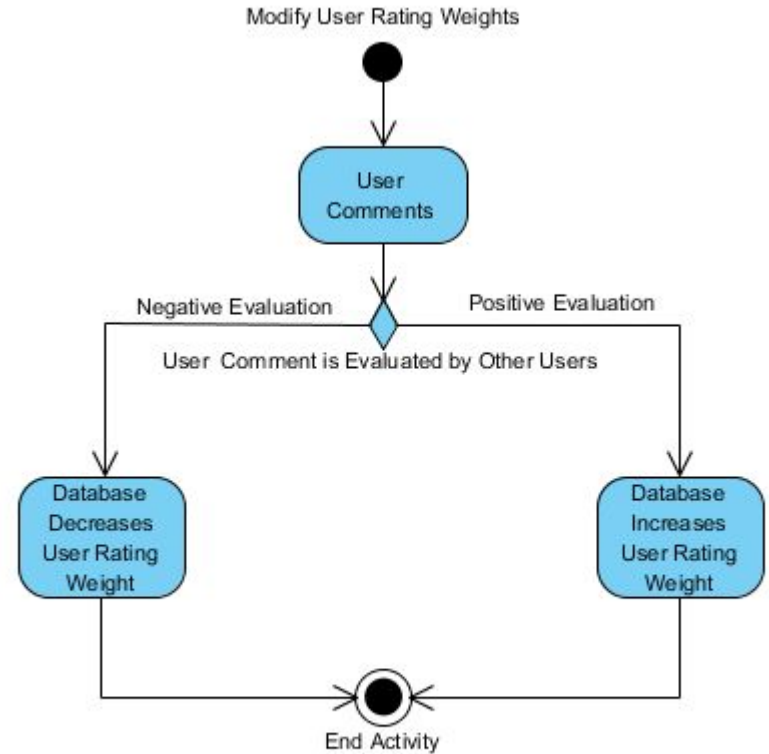 Modify User Rating Weights
User
Comments
Negative Evaluation
Positive Evaluation
User Comment is Evaluated by Other Users
Database
Decreases
User Rating
Weight
Database
Increases
User Rating
Weight
End Activity